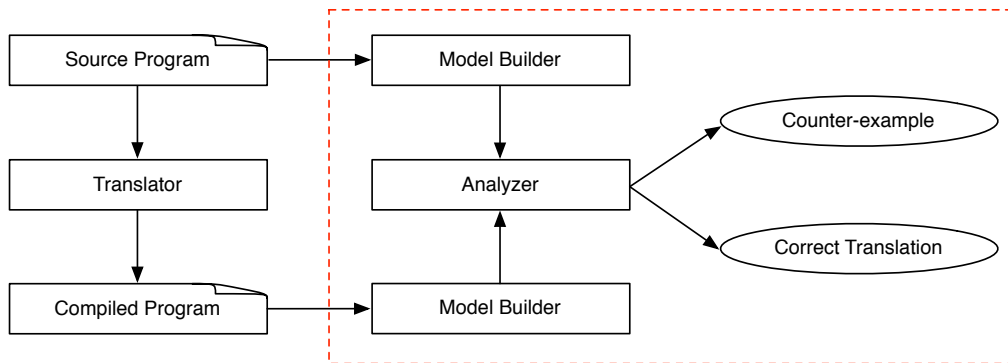 Source Program
Model Builder
Counter-example
Translator
Analyzer
Correct Translation
Compiled Program
Model Builder